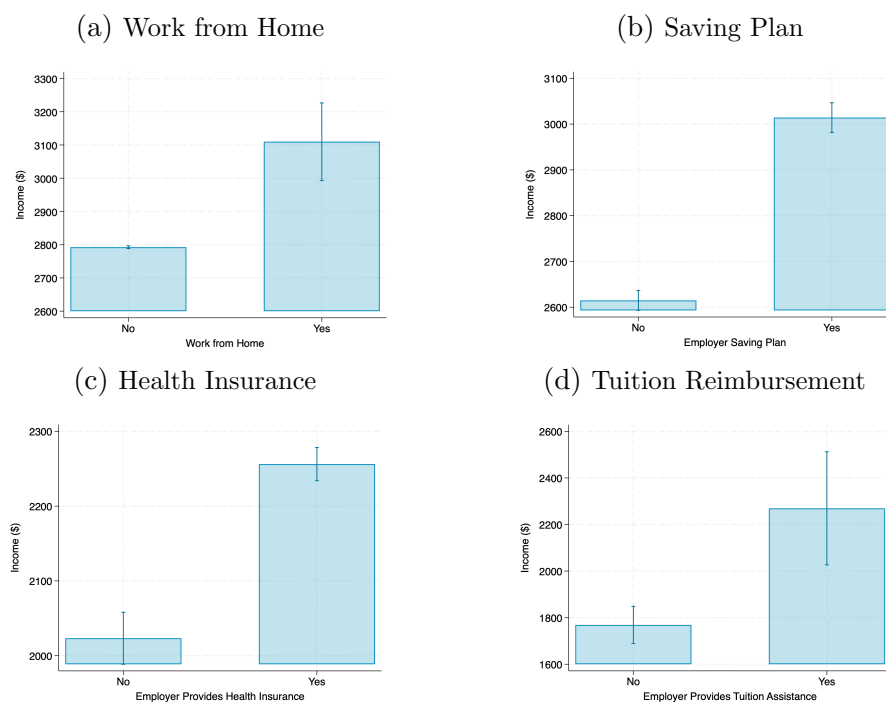 (a) Work from Home
3300
3200
3100
3000
2900
2800
2700
2600
Income ($)
No
Yes
Work from Home
(b) Saving Plan
3100
3000
2900
2800
2700
2600
Income ($)
No
Yes
Employer Saving Plan
(c) Health Insurance
2300
2200
2100
2000
Income ($)
No
Yes
Employer Provides Health Insurance
(d) Tuition Reimbursement
2600
2400
2200
2000
1800
1600
Income ($)
No
Yes
Employer Provides Tuition Assistance